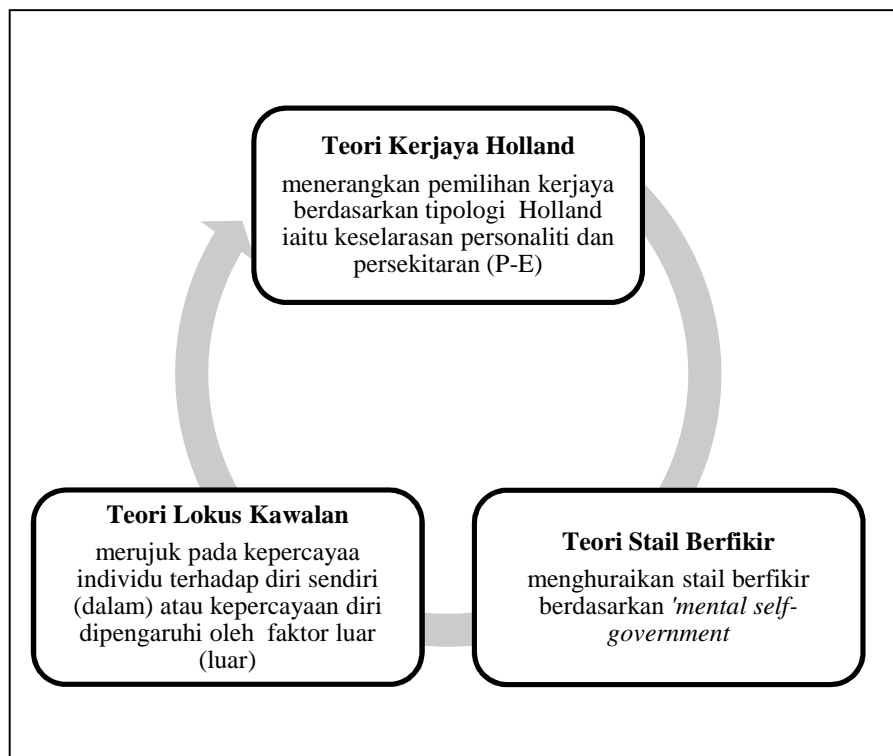 Teori Kerjaya Holland
menerangkan pemilihan kerjaya
berdasarkan tipologi Holland
iaitu keselarasan personaliti dan
persekitaran (P-E)
Teori Lokus Kawalan
merujuk pada kepercayaa
individu terhadap diri sendiri
(dalam) atau kepercayaan diri
dipengaruhi oleh faktor luar
(luar)
Teori Stail Berfikir
menghuraikan stail berfikir
berdasarkan 'mental self-
government